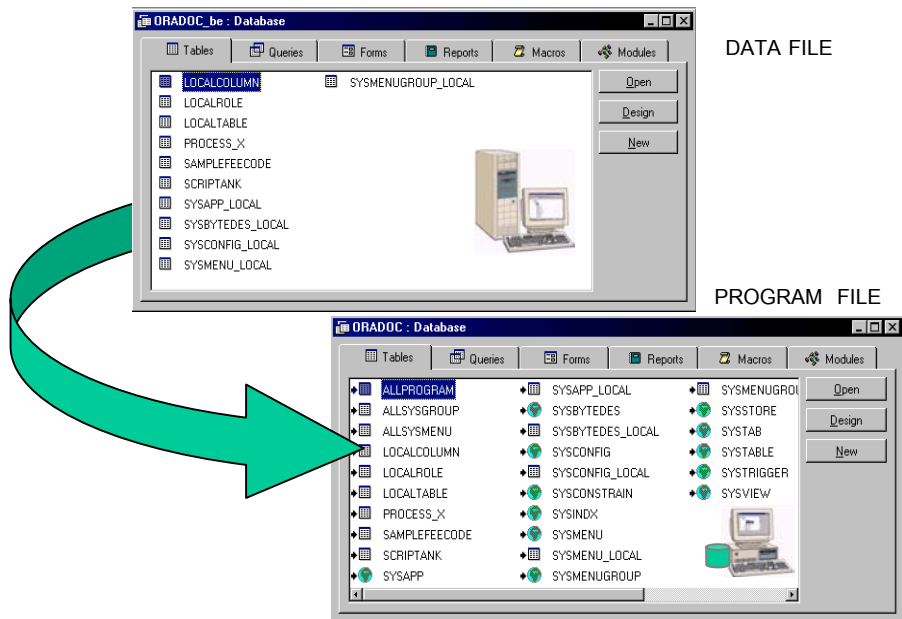 ORADOC_be : Database
Tables Queries Forms Reports Macros Modules
DATA FILE
LOCALCOLUMN SYSMENUGROUP_LOCAL
LOCALROLE
LOCALTABLE
PROCESS_X
SAMPLEFEECODE
SCRIPTANK
SYSAPP_LOCAL
SYSBYTEDES_LOCAL
SYSCONFIG_LOCAL
SYSMENU_LOCAL
Open
Design
New
PROGRAM FILE
ORADOC : Database
Tables Queries Forms Reports Macros Modules
ALLPROGRAM SYSAPP_LOCAL SYSMENUGROU
ALLSYSGROUP SYSBYTEDES SYSSTORE
ALLSYSMENU SYSBYTEDES_LOCAL SYSTAB
LOCALCOLUMN SYSCONFIG SYSTABLE
LOCALROLE SYSCONFIG_LOCAL SYSTRIGGER
LOCALTABLE SYSCONSTRAIN SYSVIEW
PROCESS_X SYSINDX
SAMPLEFEECODE SYSMENU
SCRIPTANK SYSMENU_LOCAL
SYSAPP SYSMENUGROUP
Open
Design
New